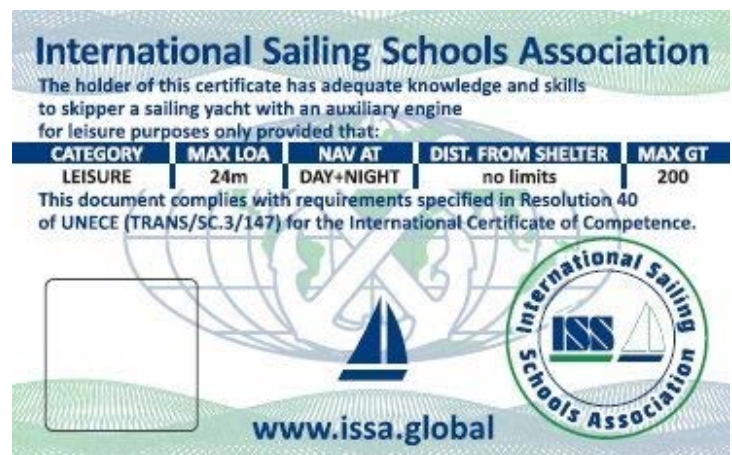 International Sailing Schools Association
The holder of this certificate has adequate knowledge and skills
to skipper a sailing yacht with an auxiliary engine
for leisure purposes only provided that:
CATEGORY MAX LOA NAV AT DIST. FROM SHELTER MAX GT
LEISURE 24m DAY+NIGHT no limits 200
This document complies with requirements specified in Resolution 40
of UNECE (TRANS/SC.3/147) for the International Certificate of Competence.
International Sailing
ISS
Schools Association
www.issa.global